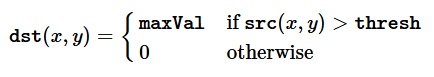 dst(x, y) = { maxVal if src(x, y) > thresh
0 otherwise